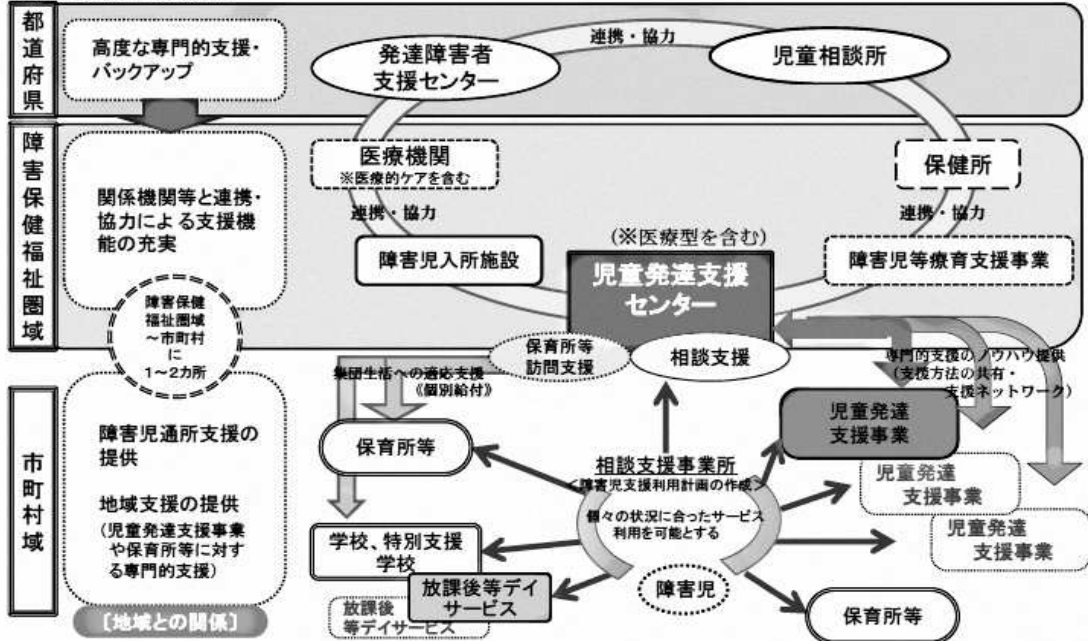 都道府県
高度な専門的支援・
バックアップ
発達障害者
支援センター
連携・協力
児童相談所
障害保健福祉圏域
関係機関等と連携・
協力による支援機
能の充実
医療機関
※医療的ケアを含む
保健所
連携・協力
連携・協力
障害児入所施設
(※医療型を含む)
児童発達支援
センター
障害児等療育支援事業
障害保健
福祉圏域
~市町村
に
1~2カ所
保育所等
訪問支援
相談支援
専門的支援のノウハウ提供
(支援方法の共有・
支援ネットワーク)
集団生活への適応支援
《個別給付》
市町村域
障害児通所支援の
提供
地域支援の提供
(児童発達支援事業
や保育所等に対す
る専門的支援)
[地域との関係]
保育所等
児童発達
支援事業
相談支援事業所
<障害児支援利用計画の作成>
個々の状況に合ったサービス
利用を可能とする
児童発達
支援事業
児童発達
支援事業
学校、特別支援
学校
放課後等デイ
サービス
放課後
等デイサービス
障害児
保育所等